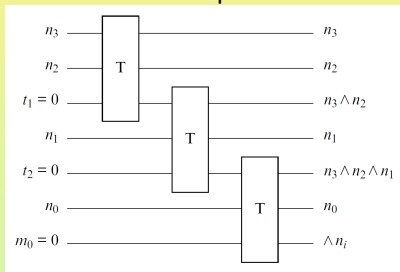 n₃ n₃
n₂ T n₂
t₁ = 0 n₃ ∧ n₂
n₁ T n₁
t₂ = 0 n₃ ∧ n₂ ∧ n₁
n₀ T n₀
m₀ = 0 ∧ nᵢ